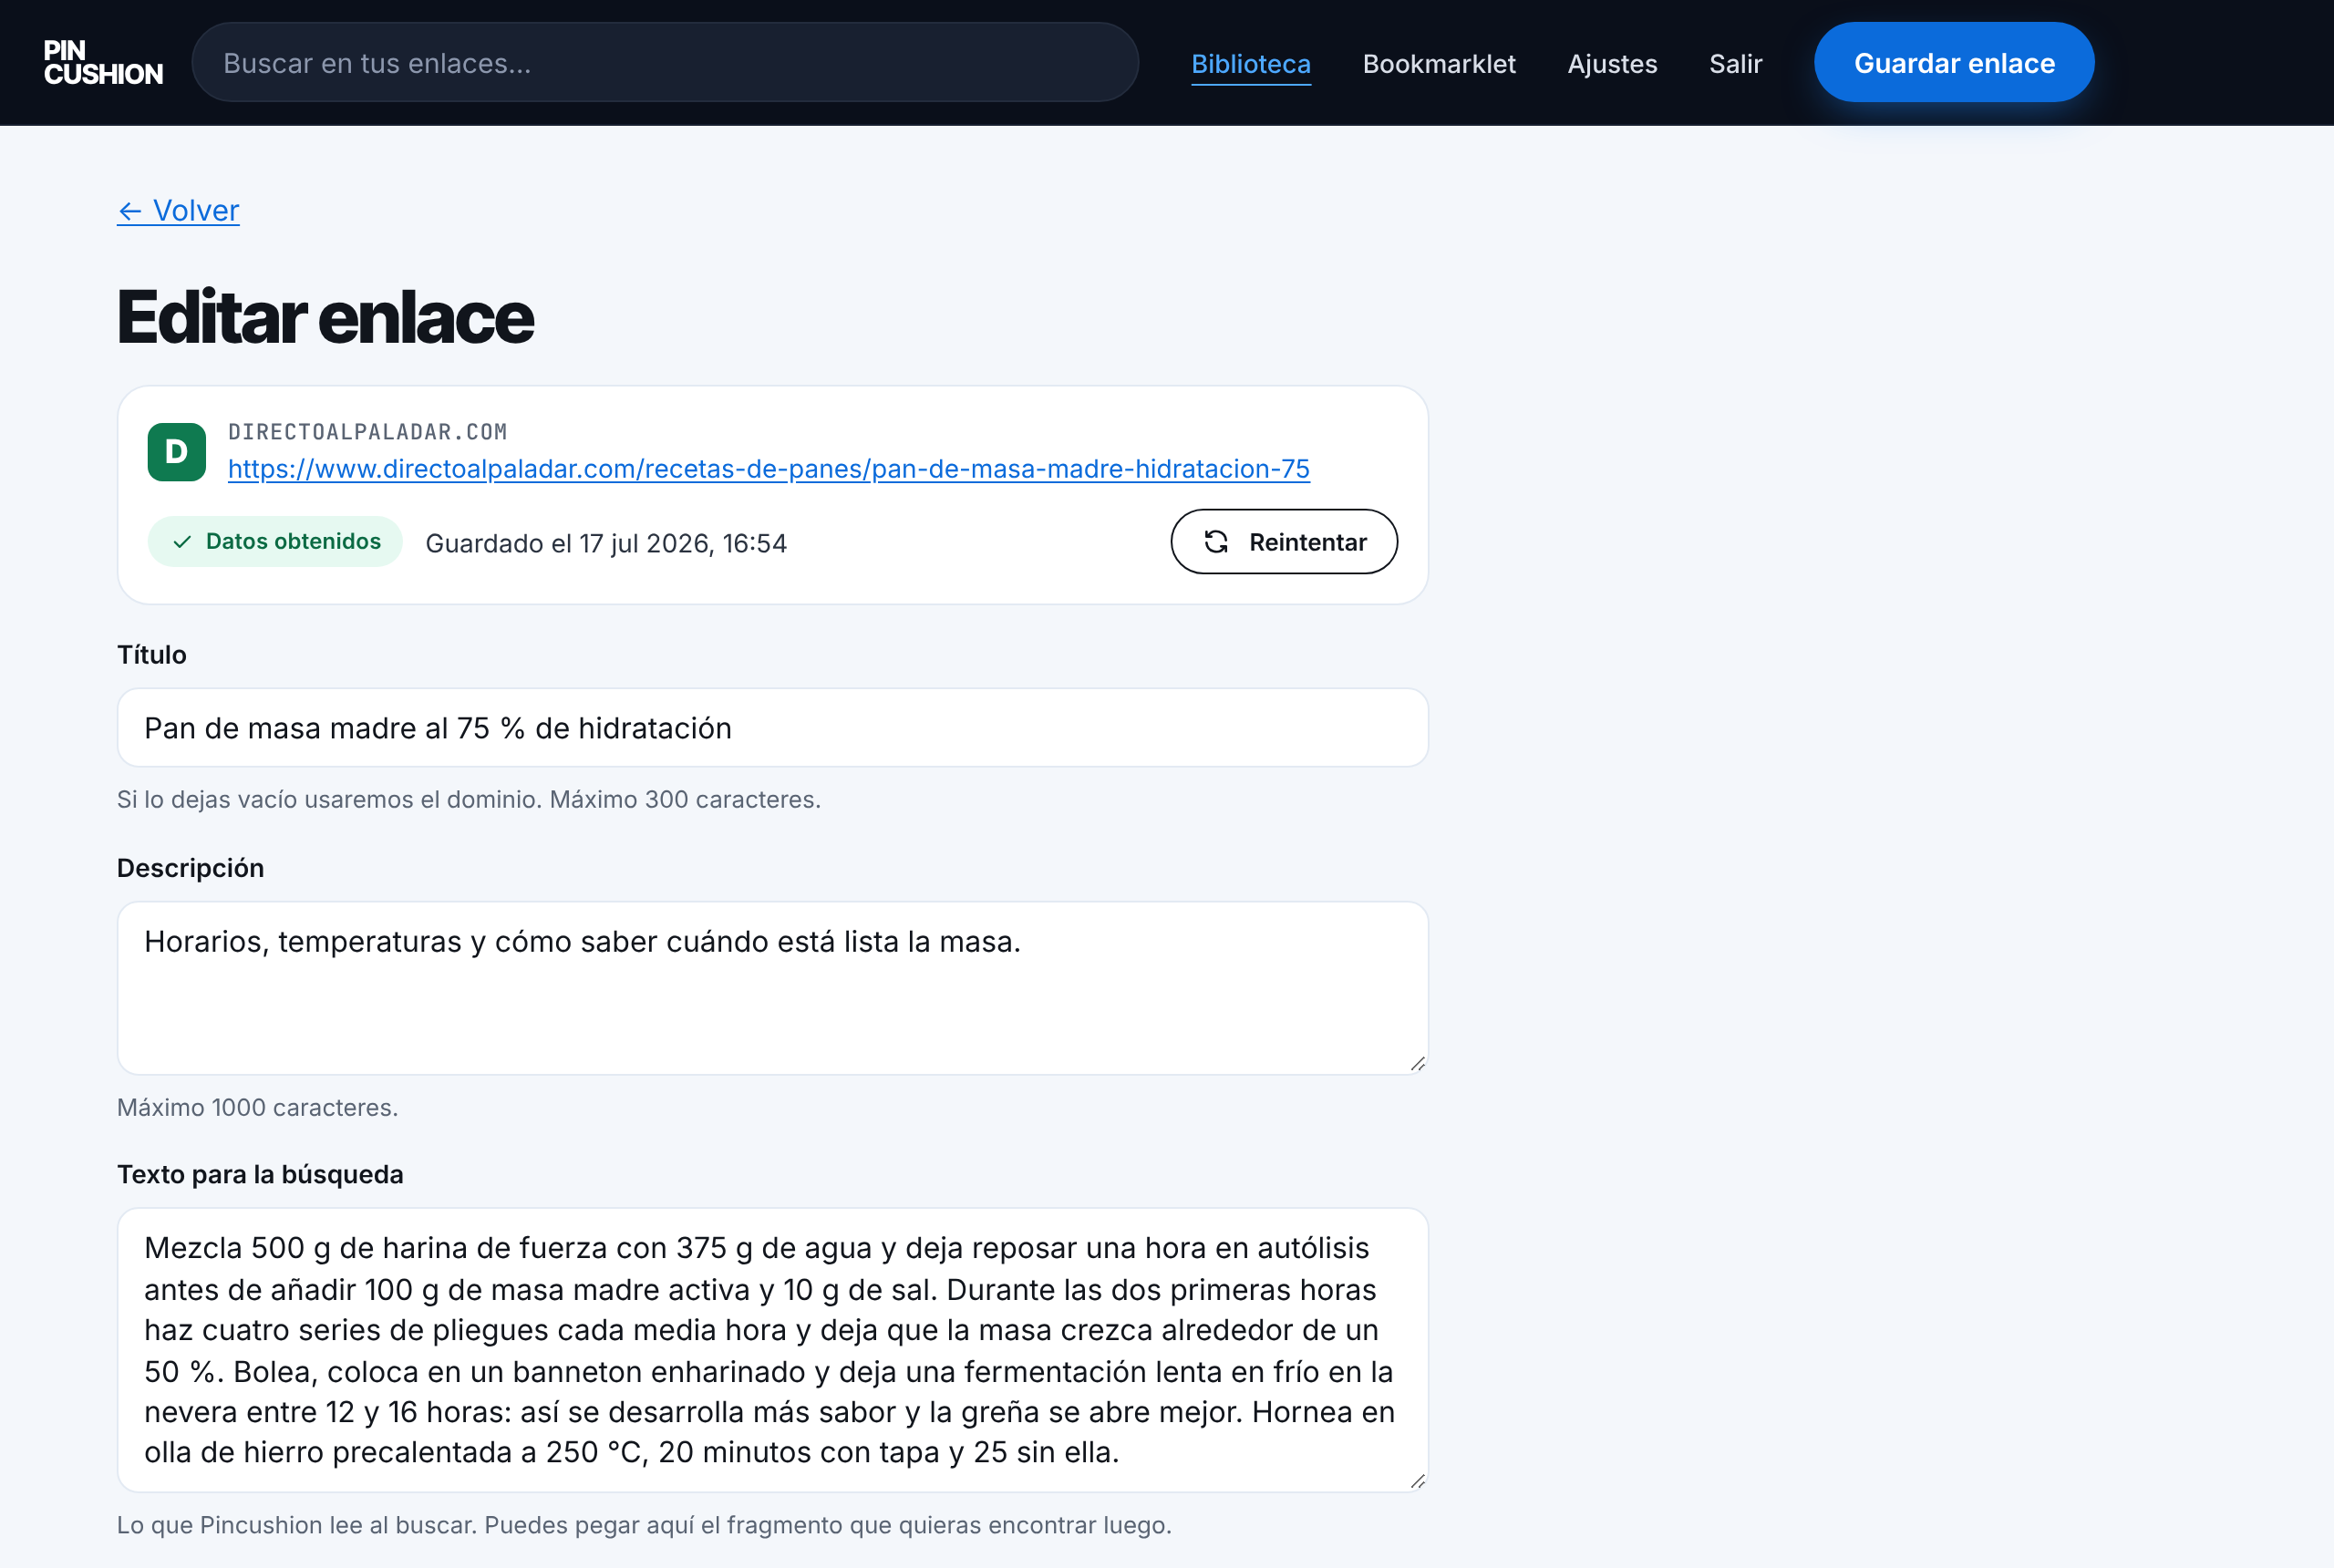 PIN
CUSHION
Buscar en tus enlaces...
Biblioteca
Bookmarklet
Ajustes
Salir
Guardar enlace
← Volver
Editar enlace
D
DIRECTOALPALADAR.COM
https://www.directoalpaladar.com/recetas-de-panes/pan-de-masa-madre-hidratacion-75
Datos obtenidos
Guardado el 17 jul 2026, 16:54
Reintentar
Título
Pan de masa madre al 75 % de hidratación
Si lo dejas vacío usaremos el dominio. Máximo 300 caracteres.
Descripción
Horarios, temperaturas y cómo saber cuándo está lista la masa.
Máximo 1000 caracteres.
Texto para la búsqueda
Mezcla 500 g de harina de fuerza con 375 g de agua y deja reposar una hora en autólisis
antes de añadir 100 g de masa madre activa y 10 g de sal. Durante las dos primeras horas
haz cuatro series de pliegues cada media hora y deja que la masa crezca alrededor de un
50 %. Bolea, coloca en un banneton enharinado y deja una fermentación lenta en frío en la
nevera entre 12 y 16 horas: así se desarrolla más sabor y la greña se abre mejor. Hornea en
olla de hierro precalentada a 250 °C, 20 minutos con tapa y 25 sin ella.
Lo que Pincushion lee al buscar. Puedes pegar aquí el fragmento que quieras encontrar luego.